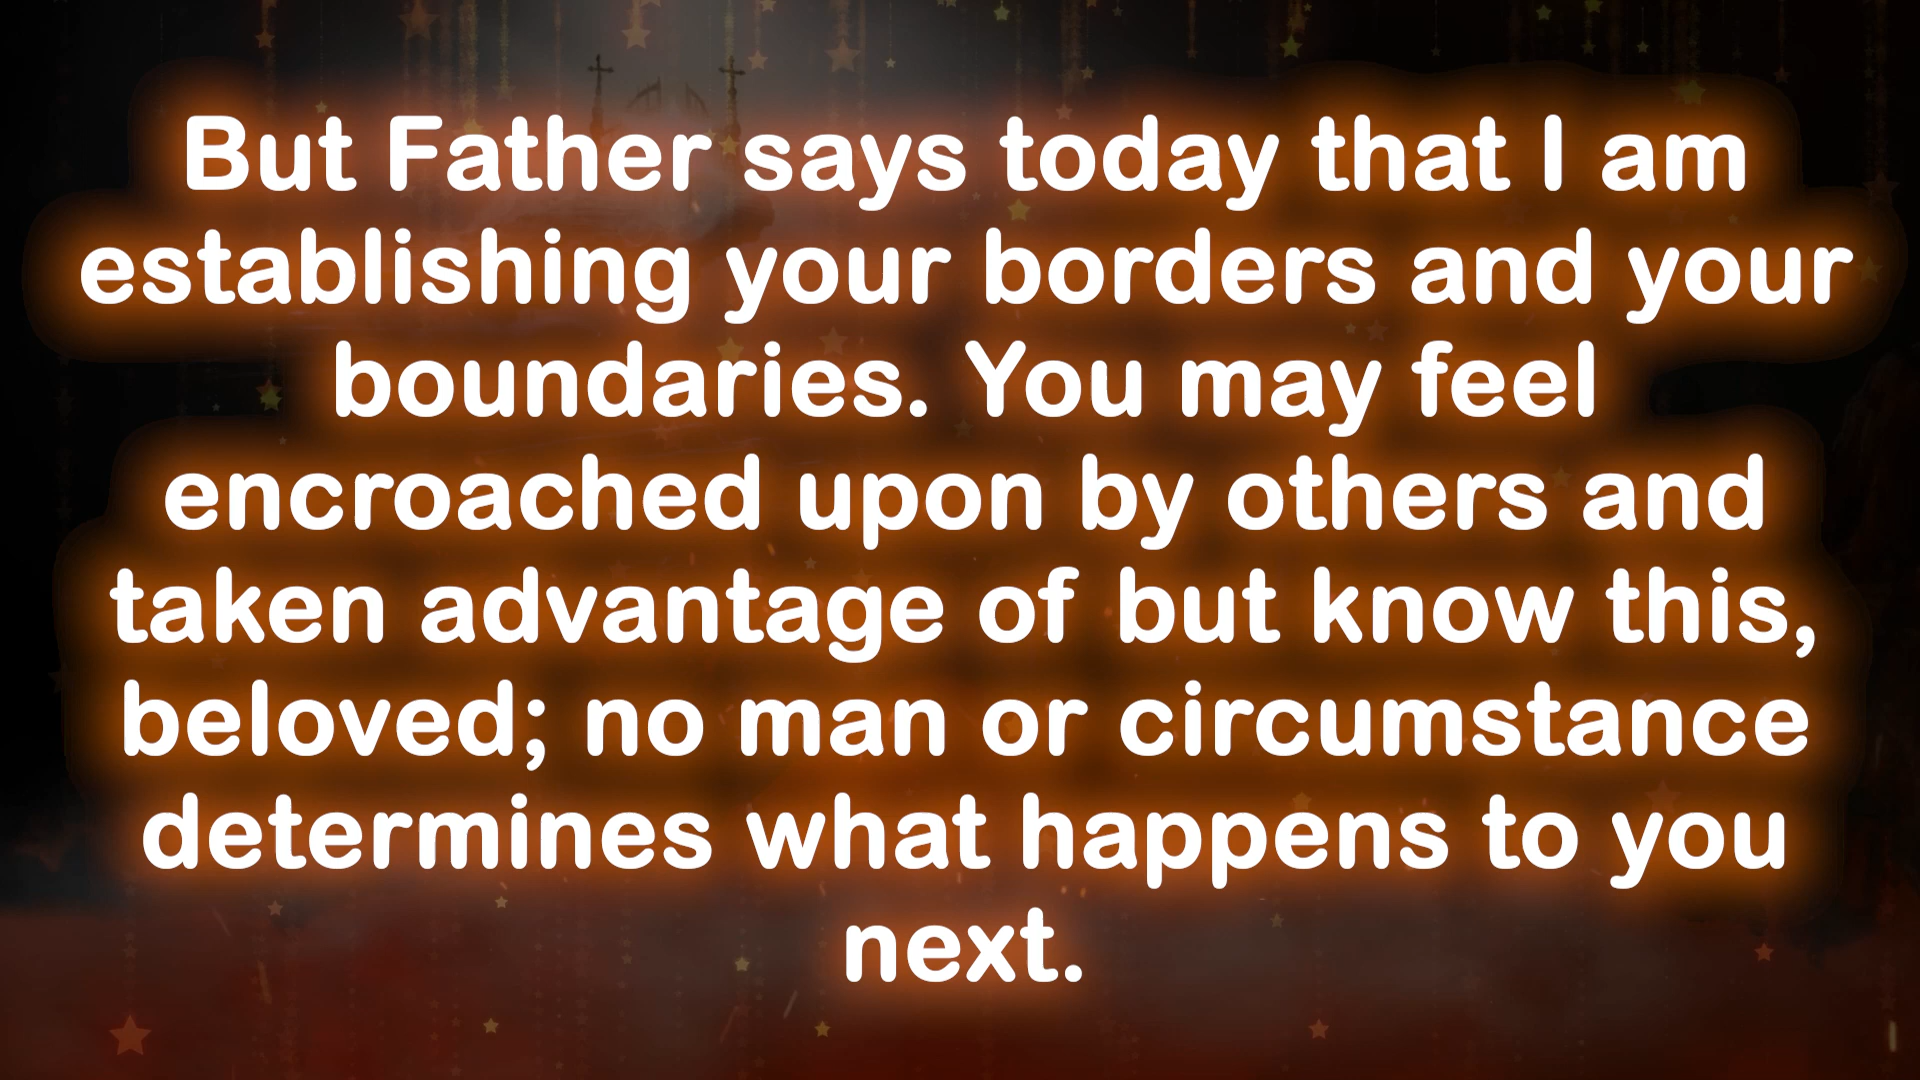 But Father says today that I am
establishing your borders and your
boundaries. You may feel
encroached upon by others and
taken advantage of but know this,
beloved; no man or circumstance
determines what happens to you
next.